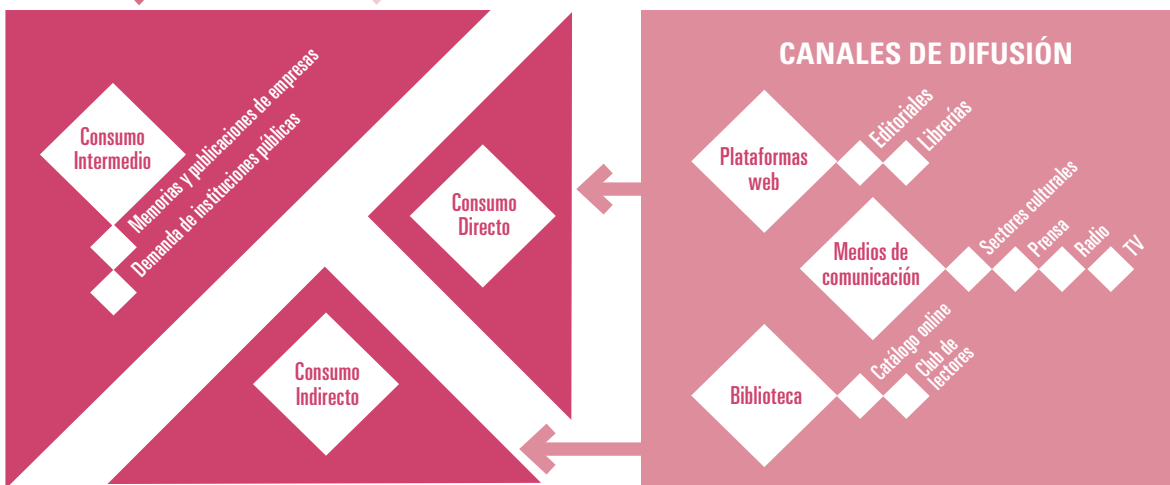 Consumo
Intermedio
Memorias y publicaciones de empresas
Demanda de instituciones públicas
Consumo
Directo
Consumo
Indirecto
CANALES DE DIFUSIÓN
Plataformas
web
Editoriales
Librerías
Medios de
comunicación
Sectores culturales
Prensa
Radio
TV
Biblioteca
Catálogo online
Club de
lectores